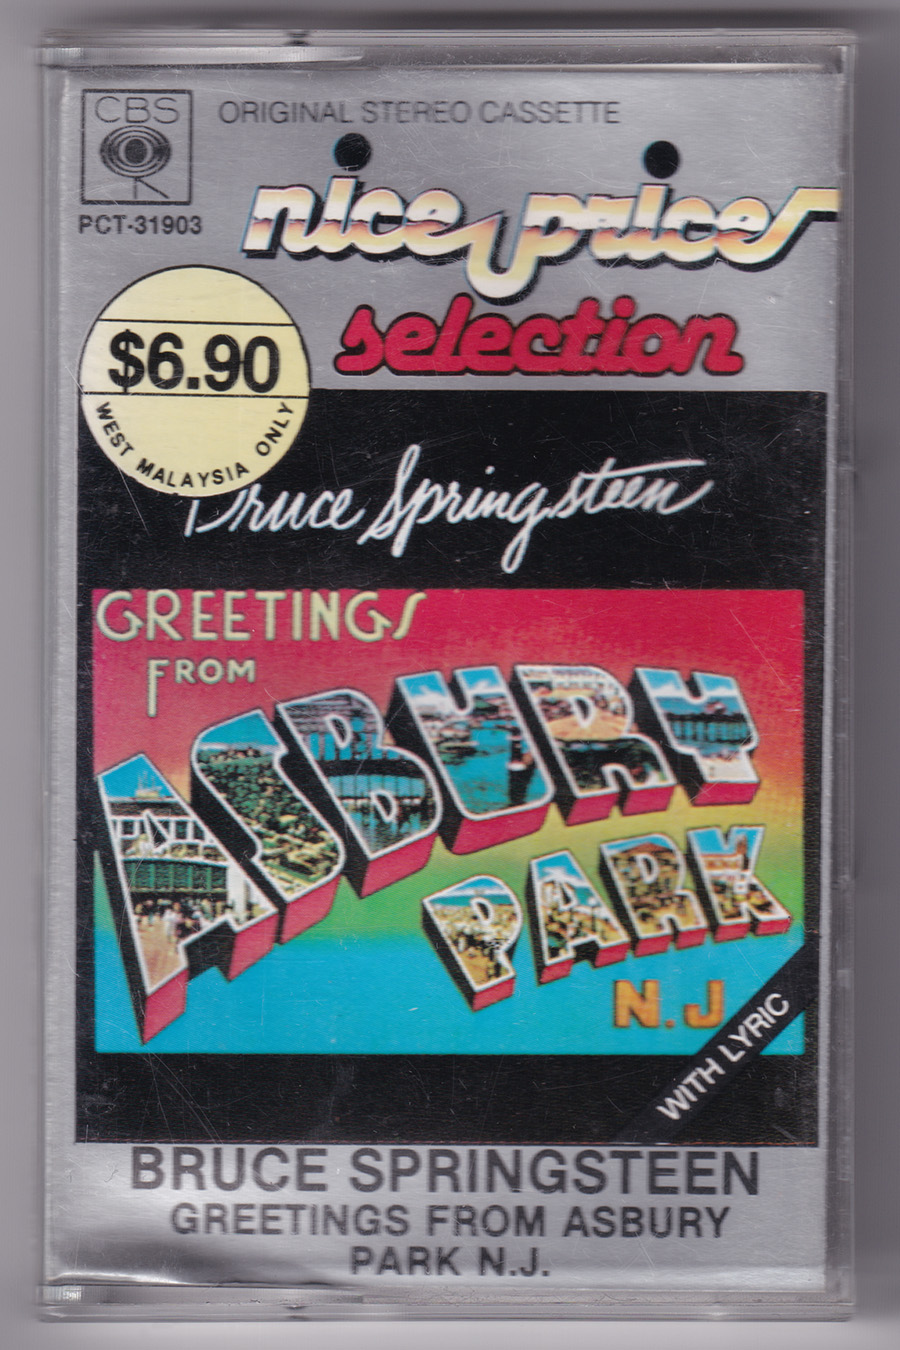 CBS
ORIGINAL STEREO CASSETTE
PCT-31903
nice price
selection
$6.90
WEST MALAYSIA ONLY
Bruce Springsteen
GREETINGS
FROM
ASBURY
PARK
N.J
WITH LYRIC
BRUCE SPRINGSTEEN
GREETINGS FROM ASBURY
PARK N.J.